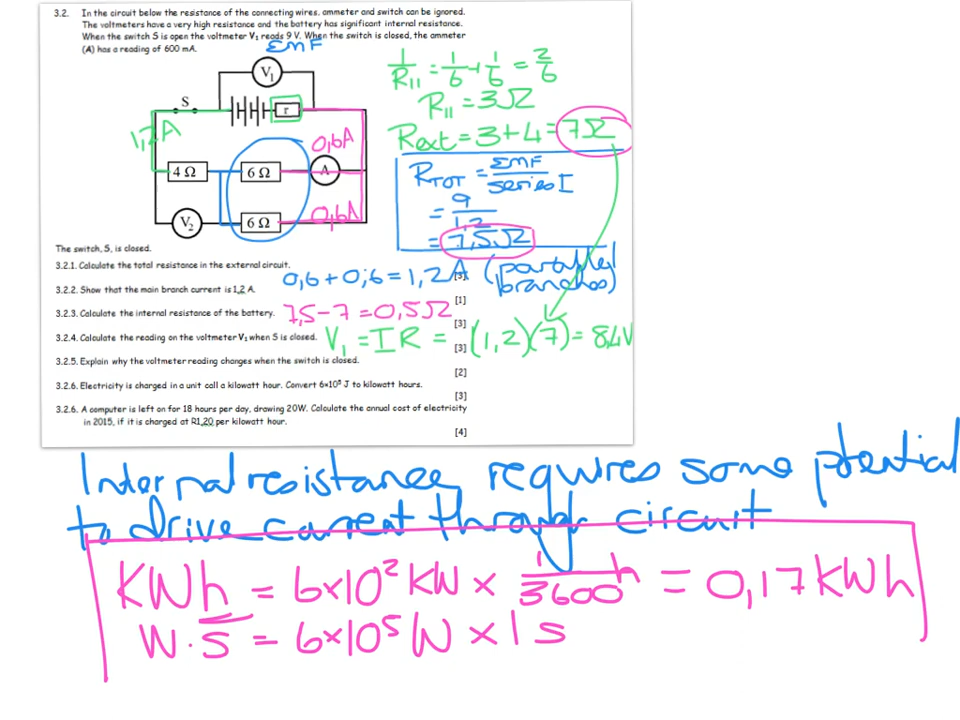 3.2. In the circuit below the resistance of the connecting wires, ammeter and switch can be ignored.
The voltmeters have a very high resistance and the battery has significant internal resistance.
When the switch S is open the voltmeter V₁ reads 9 V. When the switch is closed, the ammeter
(A) has a reading of 600 mA.
EMF
V₁
S
r
1,2A
0,6A
4 Ω
6 Ω
A
0,6A
V₂
6 Ω
1/R₁₁ = 1/6 + 1/6 = 2/6
R₁₁ = 3Ω
Rext = 3+4 = 7Ω
RTOT = EMF/series I
= 9/1,2
= 7,5Ω
The switch, S, is closed.
3.2.1. Calculate the total resistance in the external circuit.
[3]
0,6 + 0,6 = 1,2A (parallel branches)
3.2.2. Show that the main branch current is 1,2 A.
[1]
3.2.3. Calculate the internal resistance of the battery. 7,5-7 = 0,5Ω
[3]
3.2.4. Calculate the reading on the voltmeter V₁ when S is closed. V₁ = IR = (1,2)(7) = 8,4V
[3]
3.2.5. Explain why the voltmeter reading changes when the switch is closed.
[2]
3.2.6. Electricity is charged in a unit call a kilowatt hour. Convert 6×10⁵ J to kilowatt hours.
[3]
3.2.6. A computer is left on for 18 hours per day, drawing 20W. Calculate the annual cost of electricity
in 2015, if it is charged at R1,20 per kilowatt hour.
[4]
Internal resistance requires some potential
to drive current through circuit
KWh = 6×10² KW × 1/3600 h = 0,17 KWh
W.S = 6×10⁵ W × 1 s